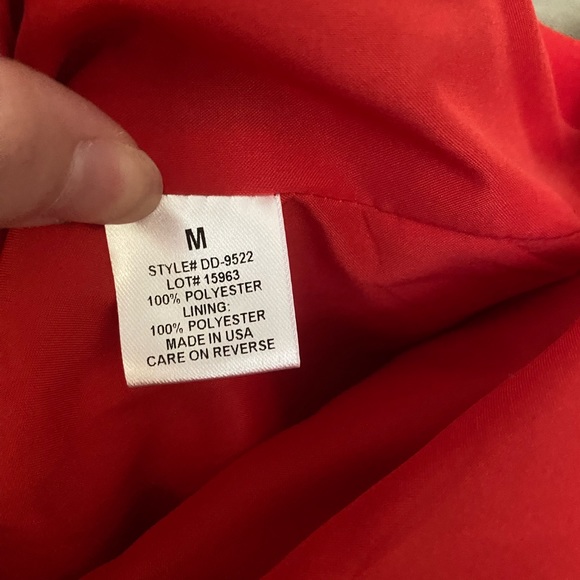 M
STYLE# DD-9522
LOT# 15963
100% POLYESTER
LINING:
100% POLYESTER
MADE IN USA
CARE ON REVERSE